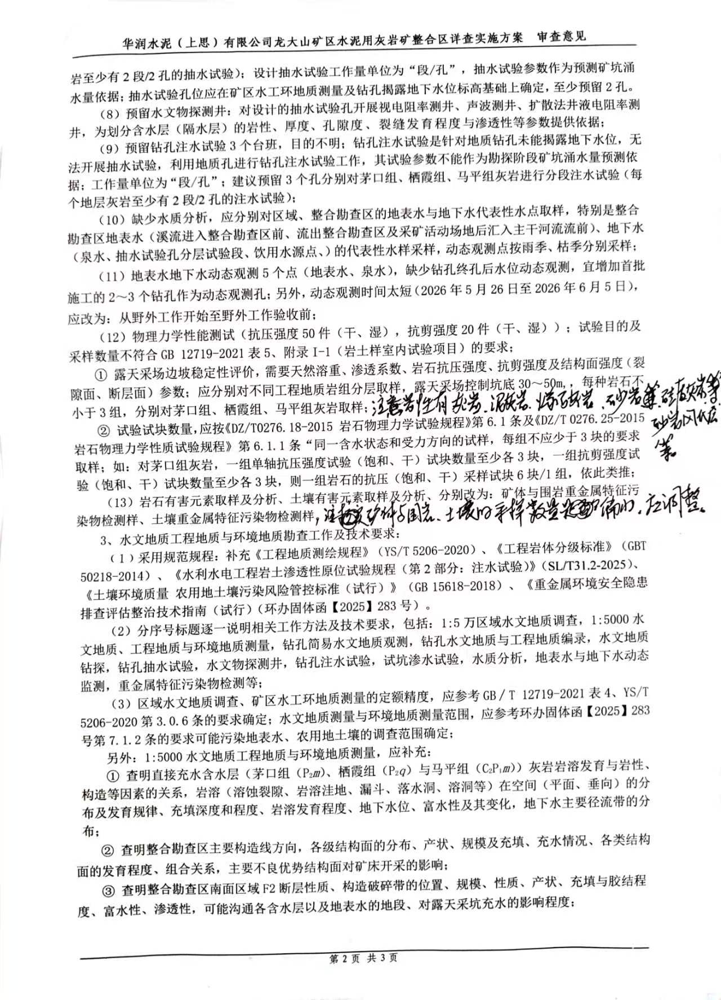 华润水泥（上思）有限公司龙大山矿区水泥用灰岩矿整合区详查实施方案　审查意见
岩至少有 2 段/2 孔的抽水试验）；设计抽水试验工作量单位为“段/孔”，抽水试验参数作为预测矿坑涌
水量依据；抽水试验孔位应在矿区水工环地质测量及钻孔揭露地下水位标高基础上确定，至少预留 2 孔。
（8）预留水文物探测井：对设计的抽水试验孔开展视电阻率测井、声波测井、扩散法井液电阻率测
井，为划分含水层（隔水层）的岩性、厚度、孔隙度、裂缝发育程度与渗透性等参数提供依据；
（9）预留钻孔注水试验 3 个台班，目的不明；钻孔注水试验是针对地质钻孔未能揭露地下水位，无
法开展抽水试验，利用地质孔进行钻孔注水试验工作，其试验参数不能作为勘探阶段矿坑涌水量预测依
据；工作量单位为“段/孔”；建议预留 3 个孔分别对茅口组、栖霞组、马平组灰岩进行分段注水试验（每
个地层灰岩至少有 2 段/2 孔的注水试验）；
（10）缺少水质分析，应分别对区域、整合勘查区的地表水与地下水代表性水点取样，特别是整合
勘查区地表水（溪流进入整合勘查区前、流出整合勘查区及采矿活动场地后汇入主干河流流前）、地下水
（泉水、抽水试验孔分层试验段、饮用水源点、）的代表性水样采样，动态观测点按雨季、枯季分别采样；
（11）地表水地下水动态观测 5 个点（地表水、泉水），缺少钻孔终孔后水位动态观测，宜增加首批
施工的 2～3 个钻孔作为动态观测孔；另外，动态观测时间太短（2026 年 5 月 26 日至 2026 年 6 月 5 日），
应改为：从野外工作开始至野外工作验收前；
（12）物理力学性能测试（抗压强度 50 件（干、湿），抗剪强度 20 件（干、湿））；试验目的及
采样数量不符合 GB 12719-2021 表 5、附录 I-1（岩土样室内试验项目）的要求；
① 露天采场边坡稳定性评价，需要天然溶重、渗透系数、岩石抗压强度、抗剪强度及结构面强度（裂
隙面、断层面）参数；应分别对不同工程地质岩组分层取样，露天采场控制坑底 30～50m,，每种岩石不
小于 3 组，分别对茅口组、栖霞组、马平组灰岩取样；注意岩性有灰岩、泥灰岩、 砂岩等
砂岩风化层
等
② 试验试块数量，应按《DZ/T0276.18-2015 岩石物理力学试验规程》第 6.1 条及《DZ/T 0276.25-2015
岩石物理力学性质试验规程》第 6.1.1 条“同一含水状态和受力方向的试样，每组不应少于 3 块的要求
取样；如：对茅口组灰岩，一组单轴抗压强度试验（饱和、干）试块数量至少各 3 块，一组抗剪强度试
验（饱和、干）试块数量至少各 3 块，则一组岩石的抗压（饱和、干）采样试块 6 块/1 组，依此类推；
（13）岩石有害元素取样及分析、土壤有害元素取样及分析、分别改为：矿体与围岩重金属特征污
染物检测样、土壤重金属特征污染物检测样，注意 矿体与围岩、土壤的采样数量是 的，应调整。
3、水文地质工程地质与环境地质勘查工作及技术要求：
（1）采用规范规程：补充《工程地质测绘规程》（YS/T 5206-2020）、《工程岩体分级标准》（GBT
50218-2014）、《水利水电工程岩土渗透性原位试验规程（第 2 部分：注水试验）》（SL/T31.2-2025）、
《土壤环境质量 农用地土壤污染风险管控标准（试行）》（GB 15618-2018）、《重金属环境安全隐患
排查评估整治技术指南（试行）（环办固体函【2025】283 号）。
（2）分序号标题逐一说明相关工作方法及技术要求，包括：1:5 万区域水文地质调查，1:5000 水
文地质、工程地质与环境地质测量，钻孔简易水文地质观测，钻孔水文地质与工程地质编录，水文地质
钻探，钻孔抽水试验，水文物探测井，钻孔注水试验，试坑渗水试验，水质分析，地表水与地下水动态
监测，重金属特征污染物检测等；
（3）区域水文地质调查、矿区水工环地质测量的定额精度，应参考 GB／T 12719-2021 表 4、YS/T
5206-2020 第 3.0.6 条的要求确定；水文地质测量与环境地质测量范围，应参考环办固体函【2025】283
号第 7.1.2 条的要求可能污染地表水、农用地土壤的调查范围确定；
另外：1:5000 水文地质工程地质与环境地质测量，应补充：
① 查明直接充水含水层（茅口组（P₂m）、栖霞组（P₂q）与马平组（C₂P₁m））灰岩岩溶发育与岩性、
构造等因素的关系，岩溶（溶蚀裂隙、岩溶洼地、漏斗、落水洞、溶洞等）在空间（平面、垂向）的分
布及发育规律、充填深度和程度、岩溶发育程度、地下水位、富水性及其变化，地下水主要径流带的分
布；
② 查明整合勘查区主要构造线方向，各级结构面的分布、产状、规模及充填、充水情况、各类结构
面的发育程度、组合关系，主要不良优势结构面对矿床开采的影响；
③ 查明整合勘查区南面区域 F2 断层性质、构造破碎带的位置、规模、性质、产状、充填与胶结程
度、富水性、渗透性，可能沟通各含水层以及地表水的地段、对露天采坑充水的影响程度；
第 2 页 共 3 页